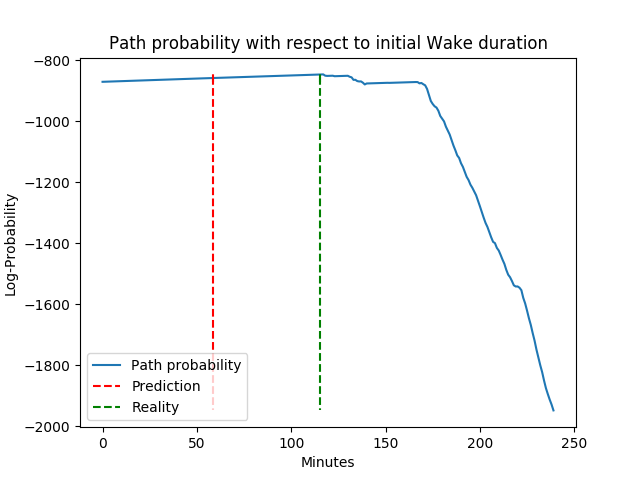 Path probability with respect to initial Wake duration
−800
−1000
−1200
−1400
−1600
−1800
−2000
Log-Probability
Path probability
Prediction
Reality
0 50 100 150 200 250
Minutes